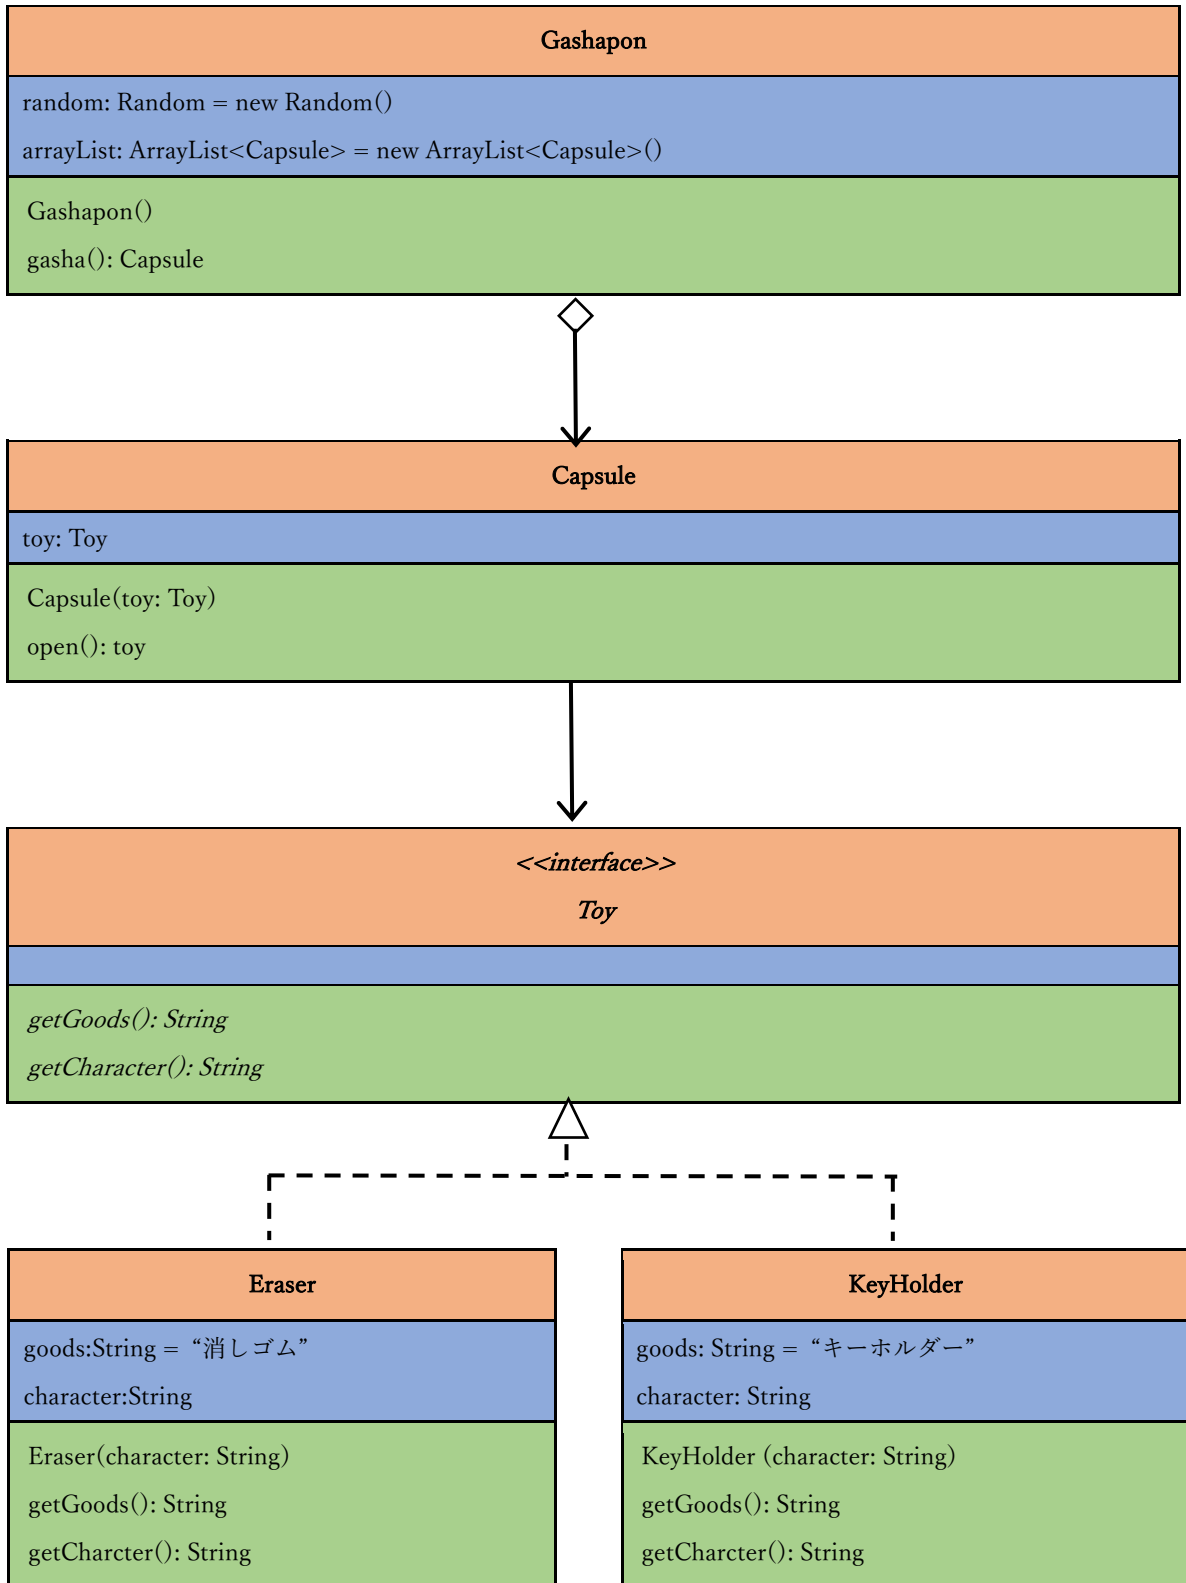 Gashapon
random: Random = new Random()
arrayList: ArrayList<Capsule> = new ArrayList<Capsule>()
Gashapon()
gasha(): Capsule
Capsule
toy: Toy
Capsule(toy: Toy)
open(): toy
<<interface>>
Toy
getGoods(): String
getCharacter(): String
Eraser
goods:String = “消しゴム”
character:String
Eraser(character: String)
getGoods(): String
getCharcter(): String
KeyHolder
goods: String = “キーホルダー”
character: String
KeyHolder (character: String)
getGoods(): String
getCharcter(): String